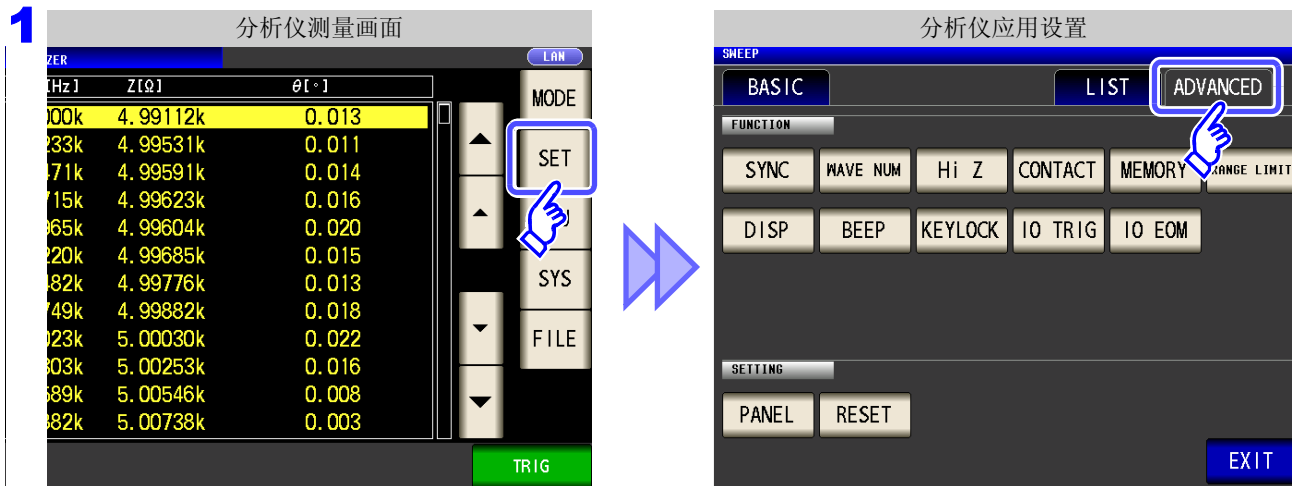 1
分析仪测量画面
ZER
LAN
[Hz] Z[Ω] θ[°]
000k 4.99112k 0.013
233k 4.99531k 0.011
471k 4.99591k 0.014
715k 4.99623k 0.016
965k 4.99604k 0.020
220k 4.99685k 0.015
482k 4.99776k 0.013
749k 4.99882k 0.018
023k 5.00030k 0.022
303k 5.00253k 0.016
589k 5.00546k 0.008
882k 5.00738k 0.003
MODE
SET
SYS
FILE
TRIG
分析仪应用设置
SWEEP
BASIC LIST ADVANCED
FUNCTION
SYNC WAVE NUM Hi Z CONTACT MEMORY RANGE LIMIT
DISP BEEP KEYLOCK IO TRIG IO EOM
SETTING
PANEL RESET
EXIT